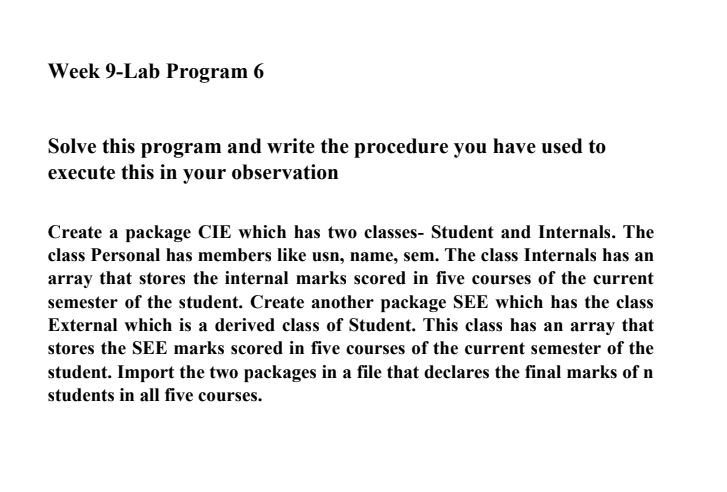 Week 9-Lab Program 6
Solve this program and write the procedure you have used to
execute this in your observation
Create a package CIE which has two classes- Student and Internals. The
class Personal has members like usn, name, sem. The class Internals has an
array that stores the internal marks scored in five courses of the current
semester of the student. Create another package SEE which has the class
External which is a derived class of Student. This class has an array that
stores the SEE marks scored in five courses of the current semester of the
student. Import the two packages in a file that declares the final marks of n
students in all five courses.